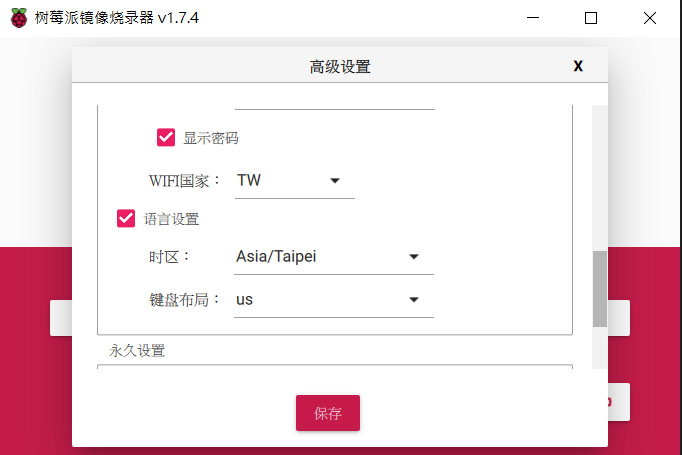 树莓派镜像烧录器 v1.7.4
高级设置 X
显示密码
WIFI国家： TW
语言设置
时区： Asia/Taipei
键盘布局： us
永久设置
保存